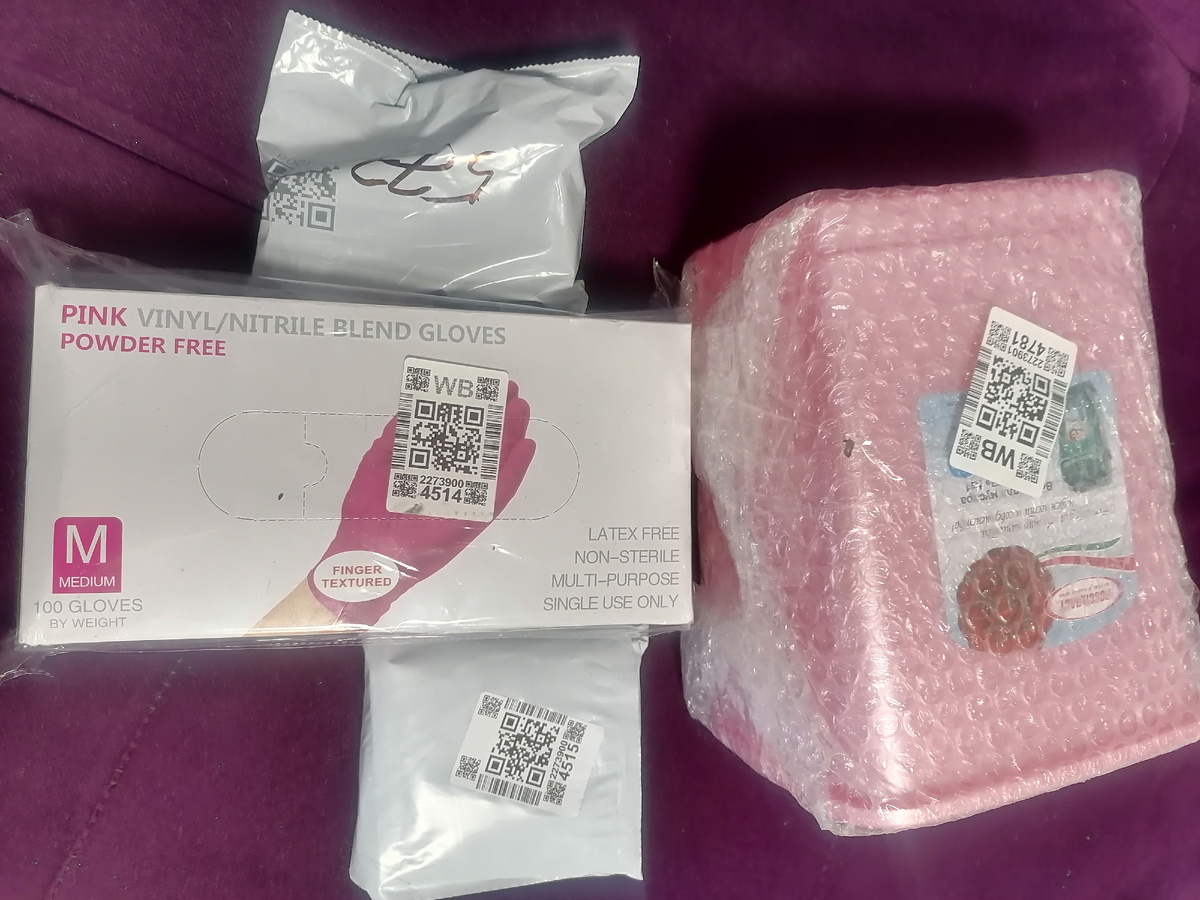 577
PINK VINYL/NITRILE BLEND GLOVES
POWDER FREE
WB
2273900
4514
M
MEDIUM
100 GLOVES
BY WEIGHT
FINGER
TEXTURED
LATEX FREE
NON-STERILE
MULTI-PURPOSE
SINGLE USE ONLY
2273900
4515
WB
2273901
4781